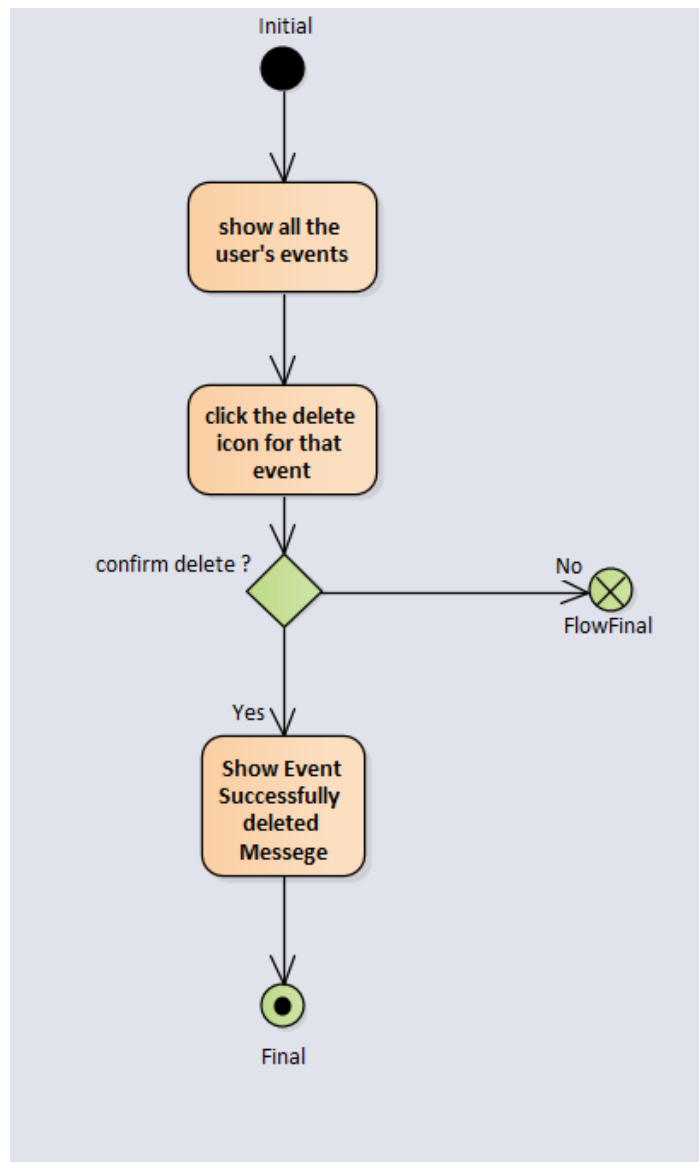 Initial
show all the
user's events
click the delete
icon for that
event
confirm delete ?
No
FlowFinal
Yes
Show Event
Successfully
deleted
Messege
Final